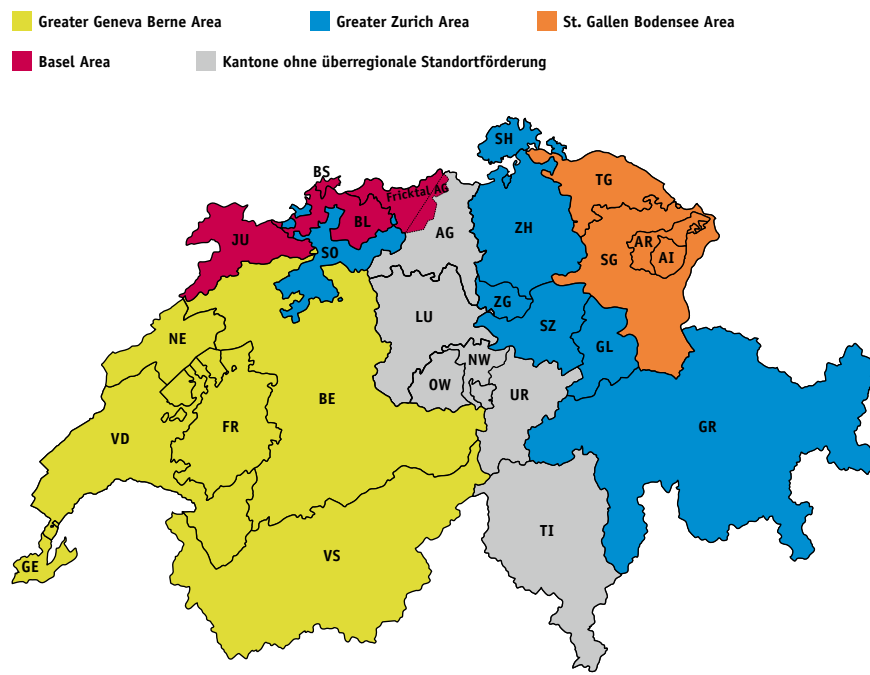 Greater Geneva Berne Area
Greater Zurich Area
St. Gallen Bodensee Area
Basel Area
Kantone ohne überregionale Standortförderung
SH
BS
TG
Fricktal AG
BL
ZH
AG
JU
SO
AR
SG
AI
ZG
LU
SZ
NE
GL
NW
OW
UR
BE
FR
GR
VD
TI
VS
GE